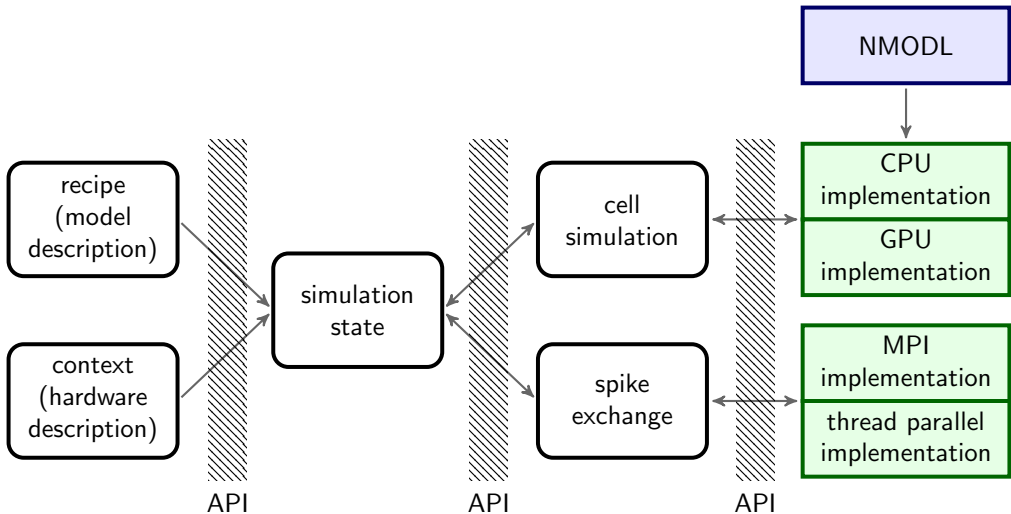 NMODL
recipe
(model
description)
context
(hardware
description)
simulation
state
cell
simulation
spike
exchange
CPU
implementation
GPU
implementation
MPI
implementation
thread parallel
implementation
API
API
API